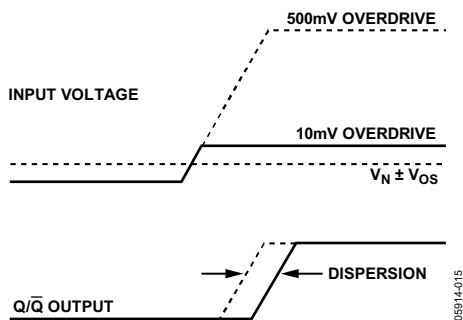 500mV OVERDRIVE
INPUT VOLTAGE
10mV OVERDRIVE
VN ± VOS
DISPERSION
Q/Q̅ OUTPUT
05914-015